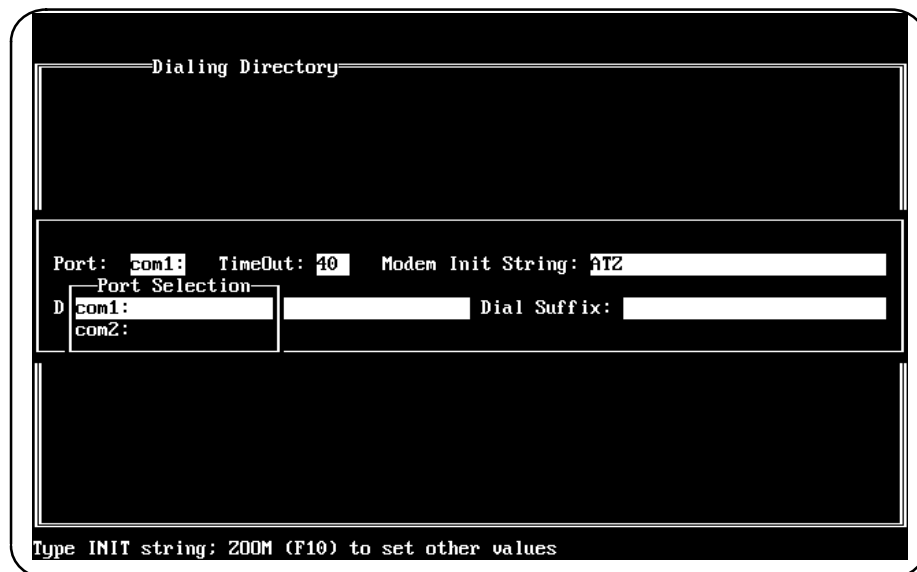 Dialing Directory
Port: com1: TimeOut: 40 Modem Init String: ATZ
Port Selection
D com1: Dial Suffix:
com2:
Type INIT string; ZOOM (F10) to set other values